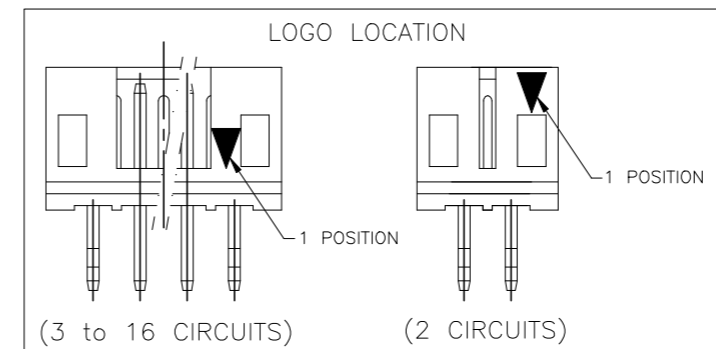 LOGO LOCATION
1 POSITION
1 POSITION
(3 to 16 CIRCUITS)
(2 CIRCUITS)